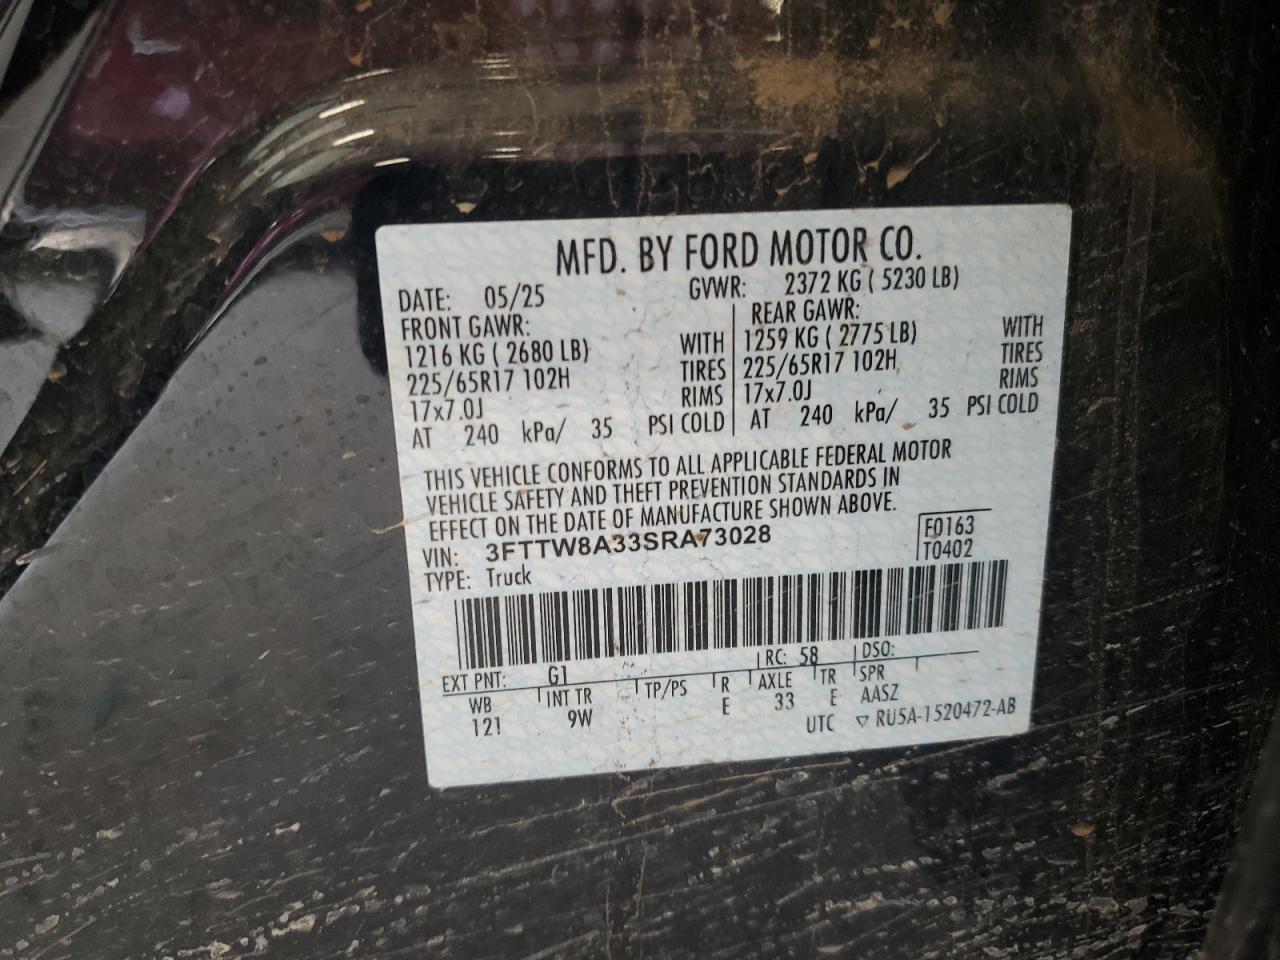 MFD. BY FORD MOTOR CO.
DATE: 05/25 GVWR: 2372 KG ( 5230 LB)
FRONT GAWR: REAR GAWR:
1216 KG ( 2680 LB) WITH 1259 KG ( 2775 LB) WITH
225/65R17 102H TIRES 225/65R17 102H TIRES
17x7.0J RIMS 17x7.0J RIMS
AT 240 kPa/ 35 PSI COLD AT 240 kPa/ 35 PSI COLD
THIS VEHICLE CONFORMS TO ALL APPLICABLE FEDERAL MOTOR
VEHICLE SAFETY AND THEFT PREVENTION STANDARDS IN
EFFECT ON THE DATE OF MANUFACTURE SHOWN ABOVE.
VIN: 3FTTW8A33SRA73028 F0163
TYPE: Truck T0402
EXT PNT: G1 RC: 58 DSO:
WB INT TR TP/PS R AXLE TR SPR
121 9W E 33 E AASZ
UTC ▽ RU5A-1520472-AB